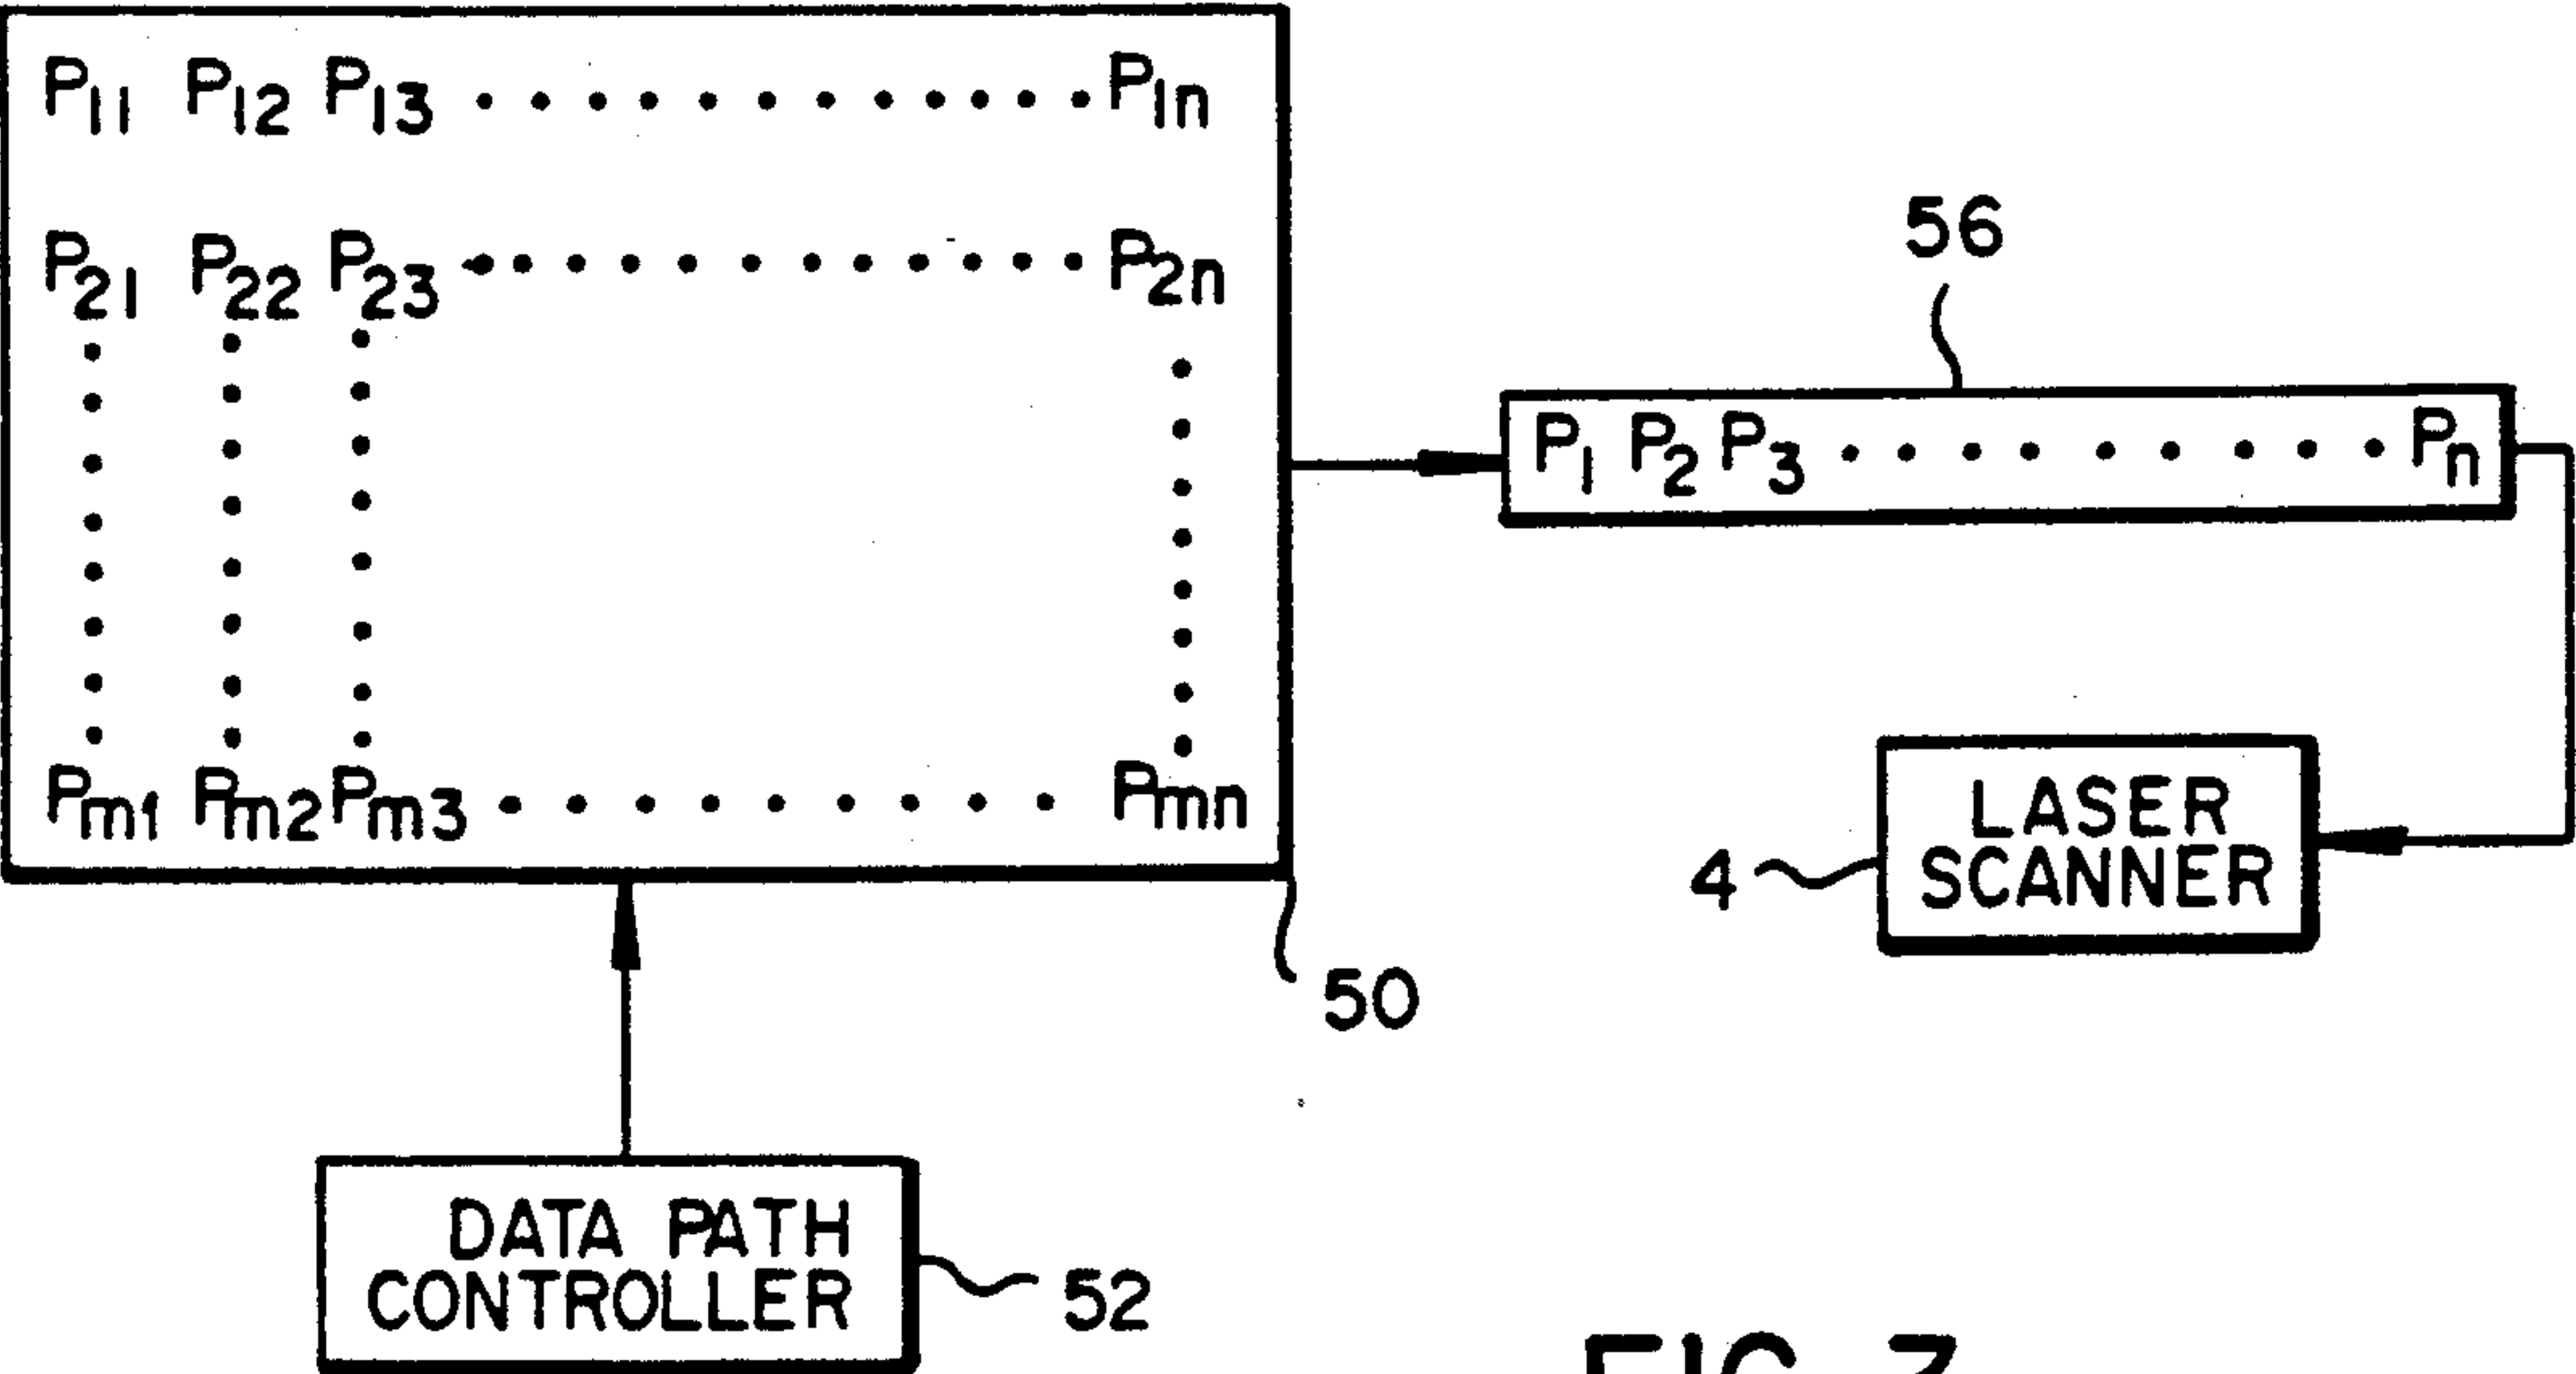 P11 P12 P13 . . . . . . . . . . . . P1n
P21 P22 P23 . . . . . . . . . . . . P2n
Pm1 Pm2 Pm3 . . . . . . . . . Pmn
56
P1 P2 P3 . . . . . . . . . Pn
LASER
SCANNER
4
50
DATA PATH
CONTROLLER
52